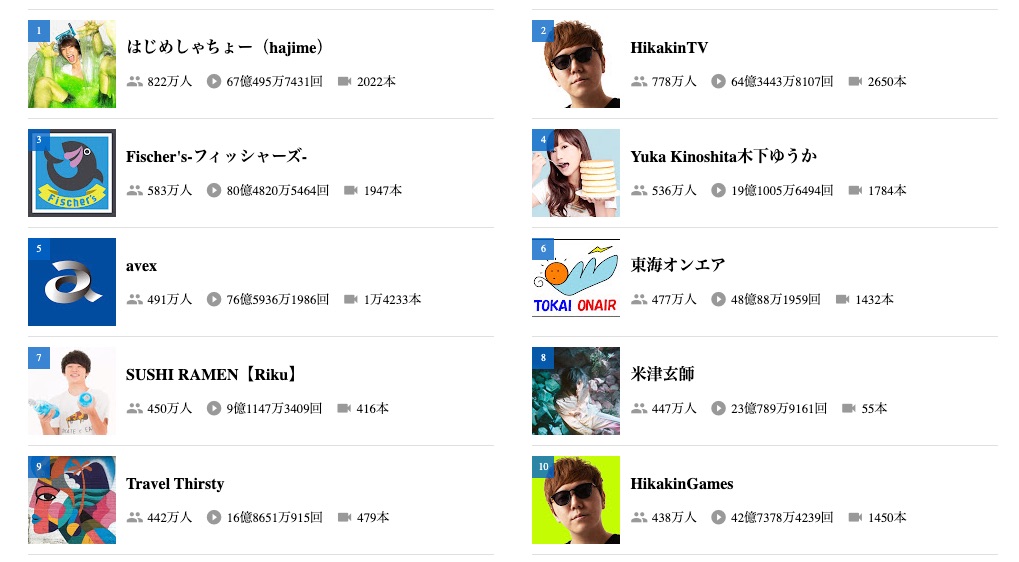 1
はじめしゃちょー（hajime）
822万人 67億495万7431回 2022本
2
HikakinTV
778万人 64億3443万8107回 2650本
3
Fischer's
Fischer's-フィッシャーズ-
583万人 80億4820万5464回 1947本
4
Yuka Kinoshita木下ゆうか
536万人 19億1005万6494回 1784本
5
a
avex
491万人 76億5936万1986回 1万4233本
6
TOKAI ONAIR
東海オンエア
477万人 48億88万1959回 1432本
7
SUSHI RAMEN【Riku】
450万人 9億1147万3409回 416本
8
米津玄師
447万人 23億789万9161回 55本
9
Travel Thirsty
442万人 16億8651万915回 479本
10
HikakinGames
438万人 42億7378万4239回 1450本